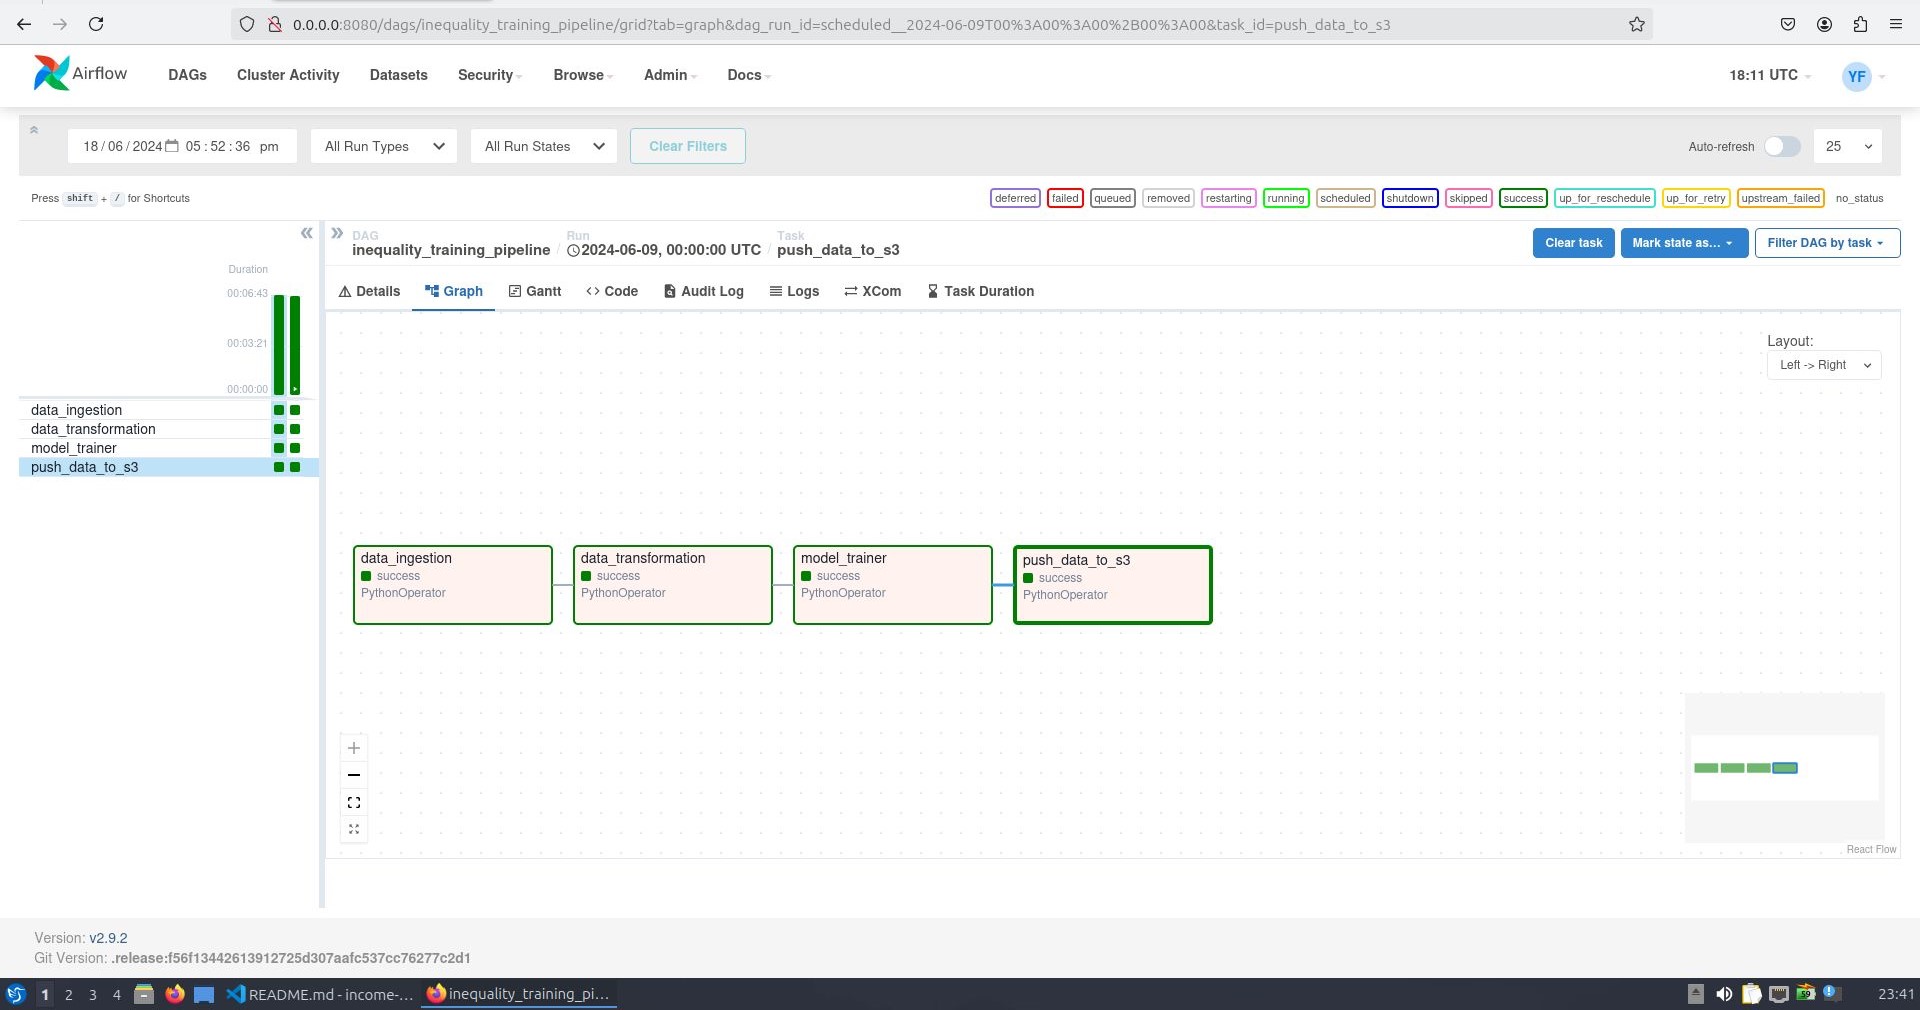 0.0.0.0:8080/dags/inequality_training_pipeline/grid?tab=graph&dag_run_id=scheduled__2024-06-09T00%3A00%3A00%2B00%3A00&task_id=push_data_to_s3
Airflow DAGs Cluster Activity Datasets Security Browse Admin Docs 18:11 UTC YF
18/06/2024 05:52:36 pm All Run Types All Run States Clear Filters Auto-refresh 25
Press shift + / for Shortcuts deferred failed queued removed restarting running scheduled shutdown skipped success up_for_reschedule up_for_retry upstream_failed no_status
DAG Run Task
inequality_training_pipeline / 2024-06-09, 00:00:00 UTC / push_data_to_s3
Clear task Mark state as... Filter DAG by task
Details Graph Gantt <> Code Audit Log Logs XCom Task Duration
Duration
00:06:43
00:03:21
00:00:00
data_ingestion
data_transformation
model_trainer
push_data_to_s3
Layout:
Left -> Right
data_ingestion
success
PythonOperator
data_transformation
success
PythonOperator
model_trainer
success
PythonOperator
push_data_to_s3
success
PythonOperator
React Flow
Version: v2.9.2
Git Version: .release:f56f13442613912725d307aafc537cc76277c2d1
1 2 3 4 README.md - income-... inequality_training_pi... 59 23:41